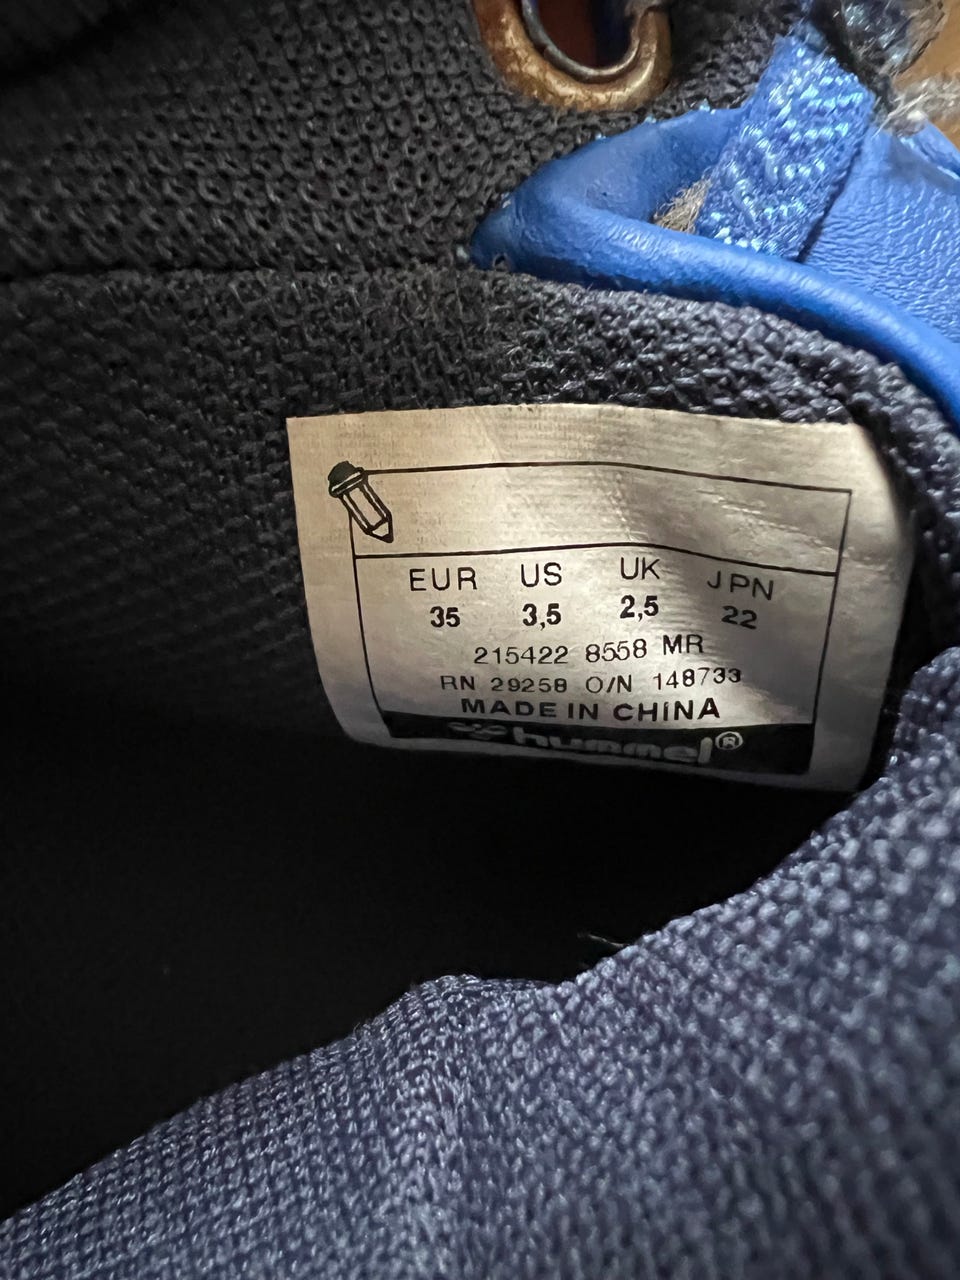 EUR US UK JPN
35 3,5 2,5 22
215422 8558 MR
RN 29258 O/N 148733
MADE IN CHINA
hummel®